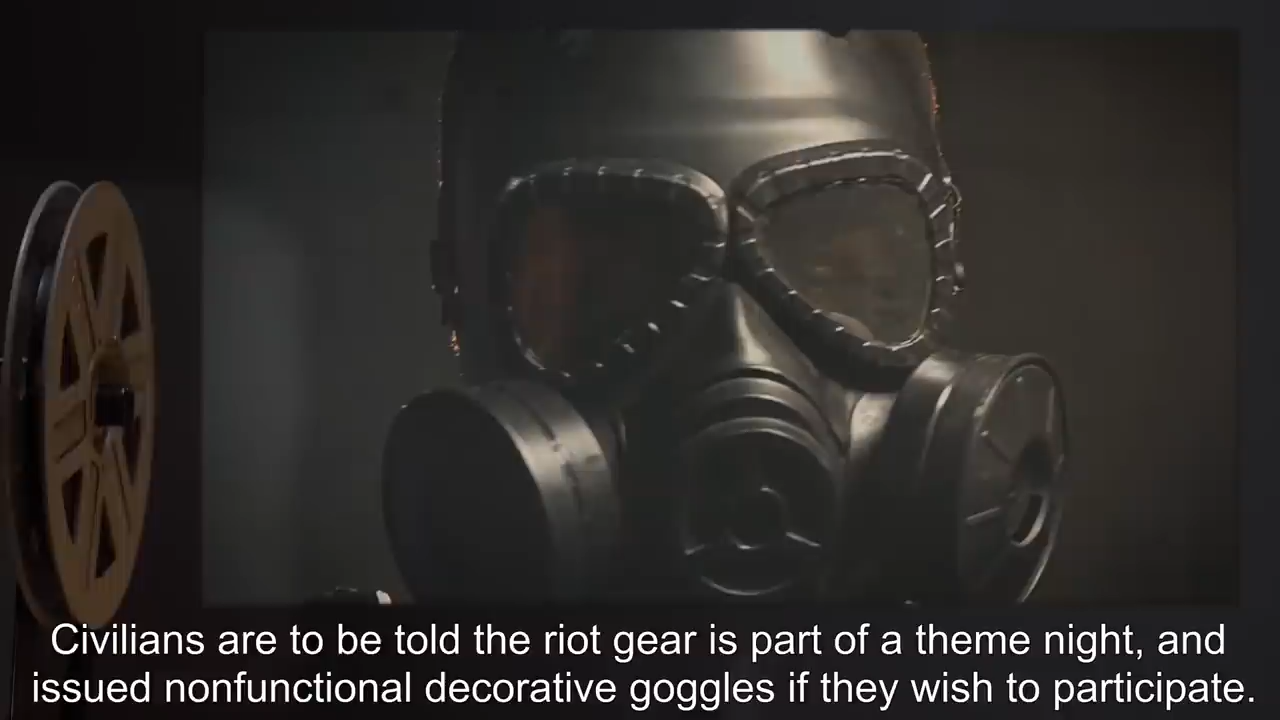 Civilians are to be told the riot gear is part of a theme night, and
issued nonfunctional decorative goggles if they wish to participate.